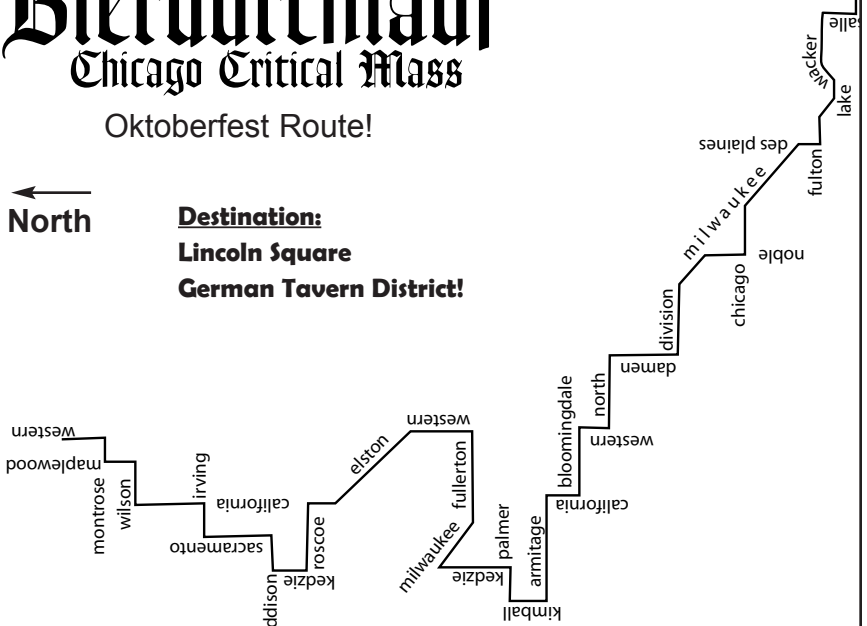 Bierdurchlauf
Chicago Critical Mass
Oktoberfest Route!
North
Destination:
Lincoln Square
German Tavern District!
wacker
lake
des plaines
fulton
milwaukee
noble
chicago
division
damen
bloomingdale
north
western
california
western
elston
fullerton
palmer
armitage
milwaukee
kedzie
kimball
western
maplewood
montrose
wilson
irving
california
sacramento
roscoe
kedzie